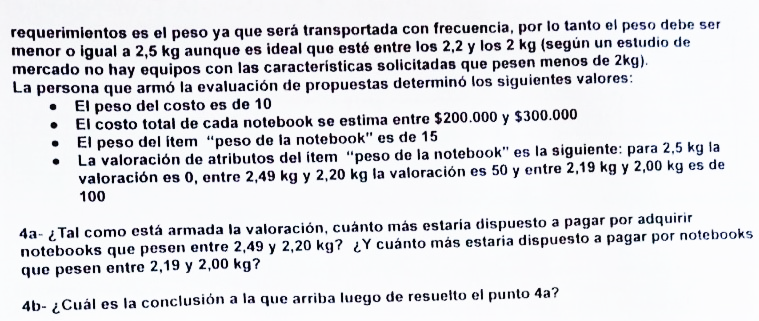 requerimientos es el peso ya que será transportada con frecuencia, por lo tanto el peso debe ser
menor o igual a 2,5 kg aunque es ideal que esté entre los 2,2 y los 2 kg (según un estudio de
mercado no hay equipos con las características solicitadas que pesen menos de 2kg).
La persona que armó la evaluación de propuestas determinó los siguientes valores:
• El peso del costo es de 10
• El costo total de cada notebook se estima entre $200.000 y $300.000
• El peso del item "peso de la notebook" es de 15
• La valoración de atributos del item "peso de la notebook" es la siguiente: para 2,5 kg la
valoración es 0, entre 2,49 kg y 2,20 kg la valoración es 50 y entre 2,19 kg y 2,00 kg es de
100
4a- ¿Tal como está armada la valoración, cuánto más estaría dispuesto a pagar por adquirir
notebooks que pesen entre 2,49 y 2,20 kg? ¿Y cuánto más estaria dispuesto a pagar por notebooks
que pesen entre 2,19 y 2,00 kg?
4b- ¿Cuál es la conclusión a la que arriba luego de resuelto el punto 4a?